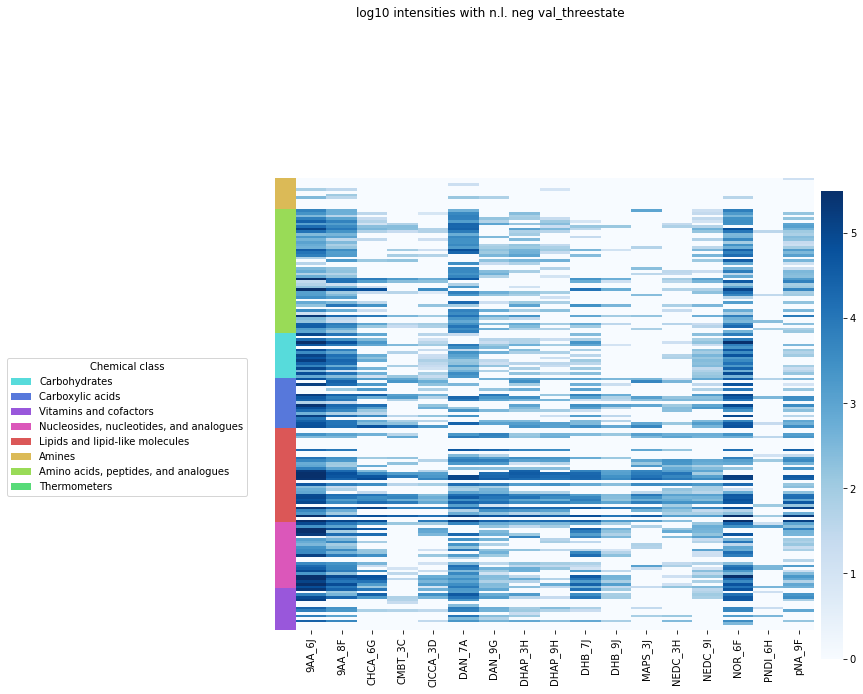 log10 intensities with n.l. neg val_threestate
Chemical class
Carbohydrates
Carboxylic acids
Vitamins and cofactors
Nucleosides, nucleotides, and analogues
Lipids and lipid-like molecules
Amines
Amino acids, peptides, and analogues
Thermometers
5
4
3
2
1
0
9AA_6J
9AA_8F
CHCA_6G
CMBT_3C
ClCCA_3D
DAN_7A
DAN_9G
DHAP_3H
DHAP_9H
DHB_7J
DHB_9J
MAPS_3J
NEDC_3H
NEDC_9I
NOR_6F
PNDI_6H
pNA_9F